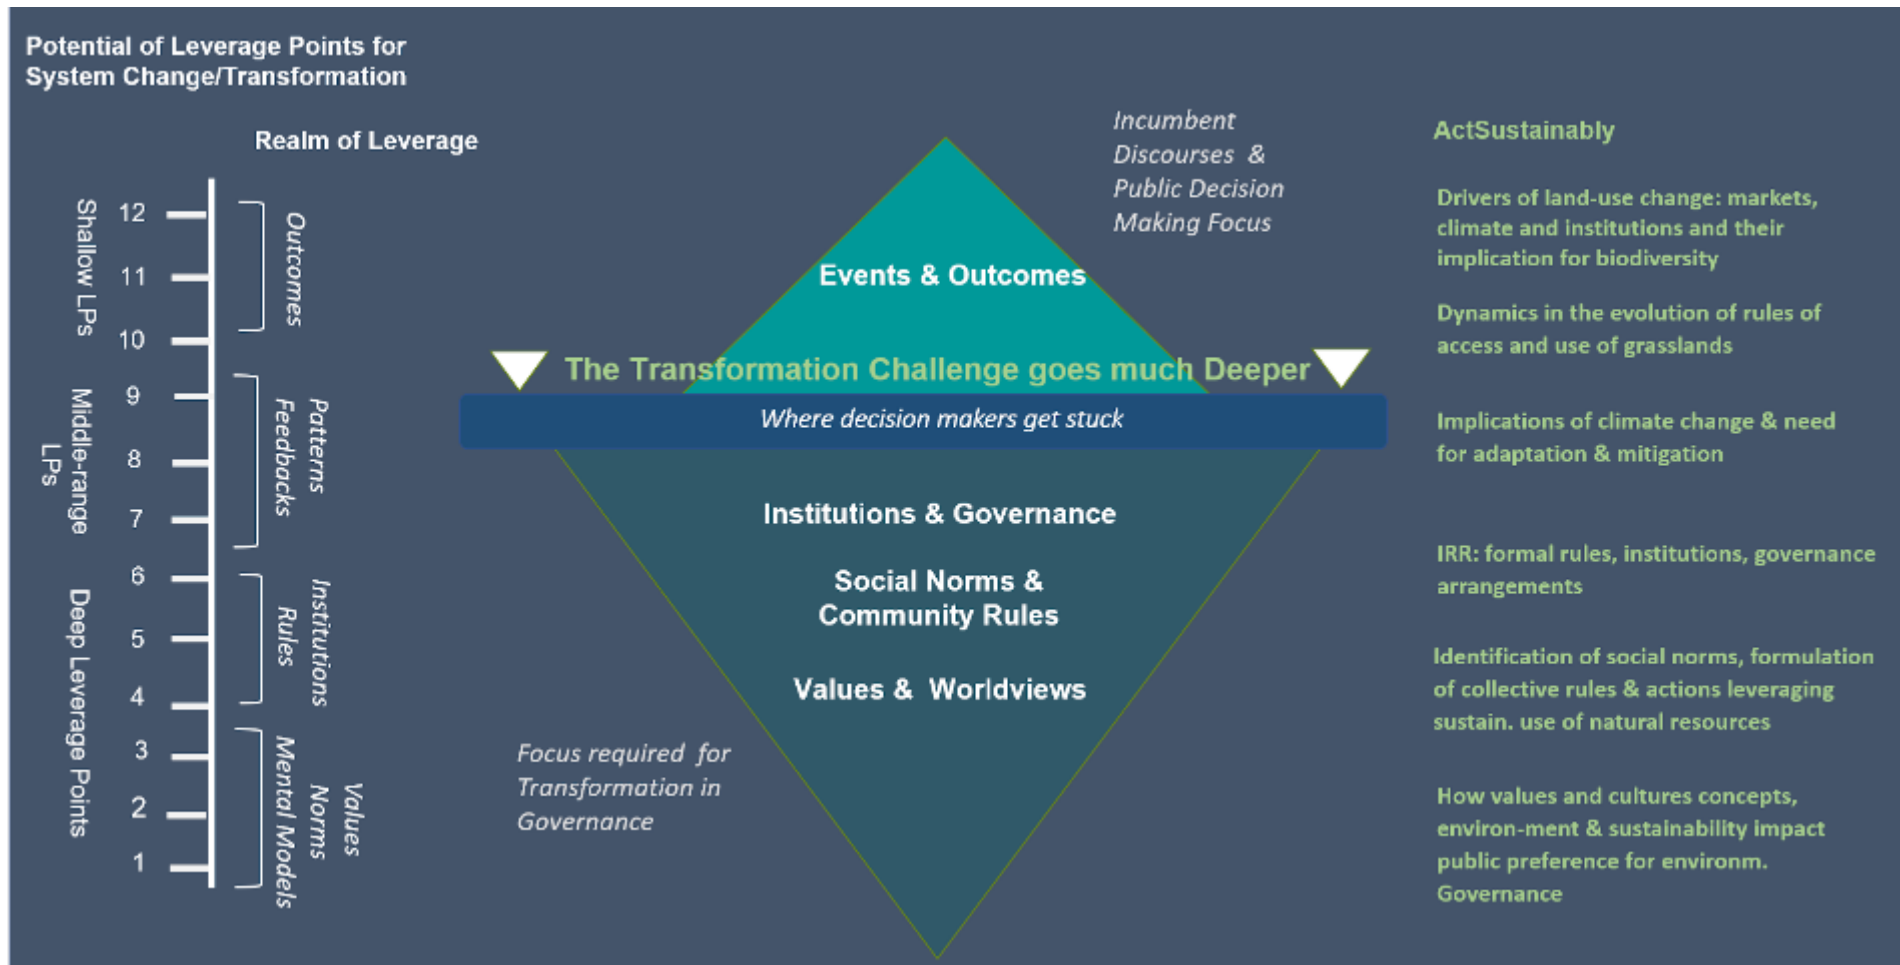 Potential of Leverage Points for
System Change/Transformation
Realm of Leverage
Shallow LPs
Middle-range
LPs
Deep Leverage Points
12
11
10
9
8
7
6
5
4
3
2
1
Outcomes
Patterns
Feedbacks
Institutions
Rules
Values
Norms
Mental Models
Incumbent
Discourses &
Public Decision
Making Focus
Events & Outcomes
The Transformation Challenge goes much Deeper
Where decision makers get stuck
Institutions & Governance
Social Norms &
Community Rules
Values & Worldviews
Focus required for
Transformation in
Governance
ActSustainably
Drivers of land-use change: markets,
climate and institutions and their
implication for biodiversity
Dynamics in the evolution of rules of
access and use of grasslands
Implications of climate change & need
for adaptation & mitigation
IRR: formal rules, institutions, governance
arrangements
Identification of social norms, formulation
of collective rules & actions leveraging
sustain. use of natural resources
How values and cultures concepts,
environ-ment & sustainability impact
public preference for environm.
Governance